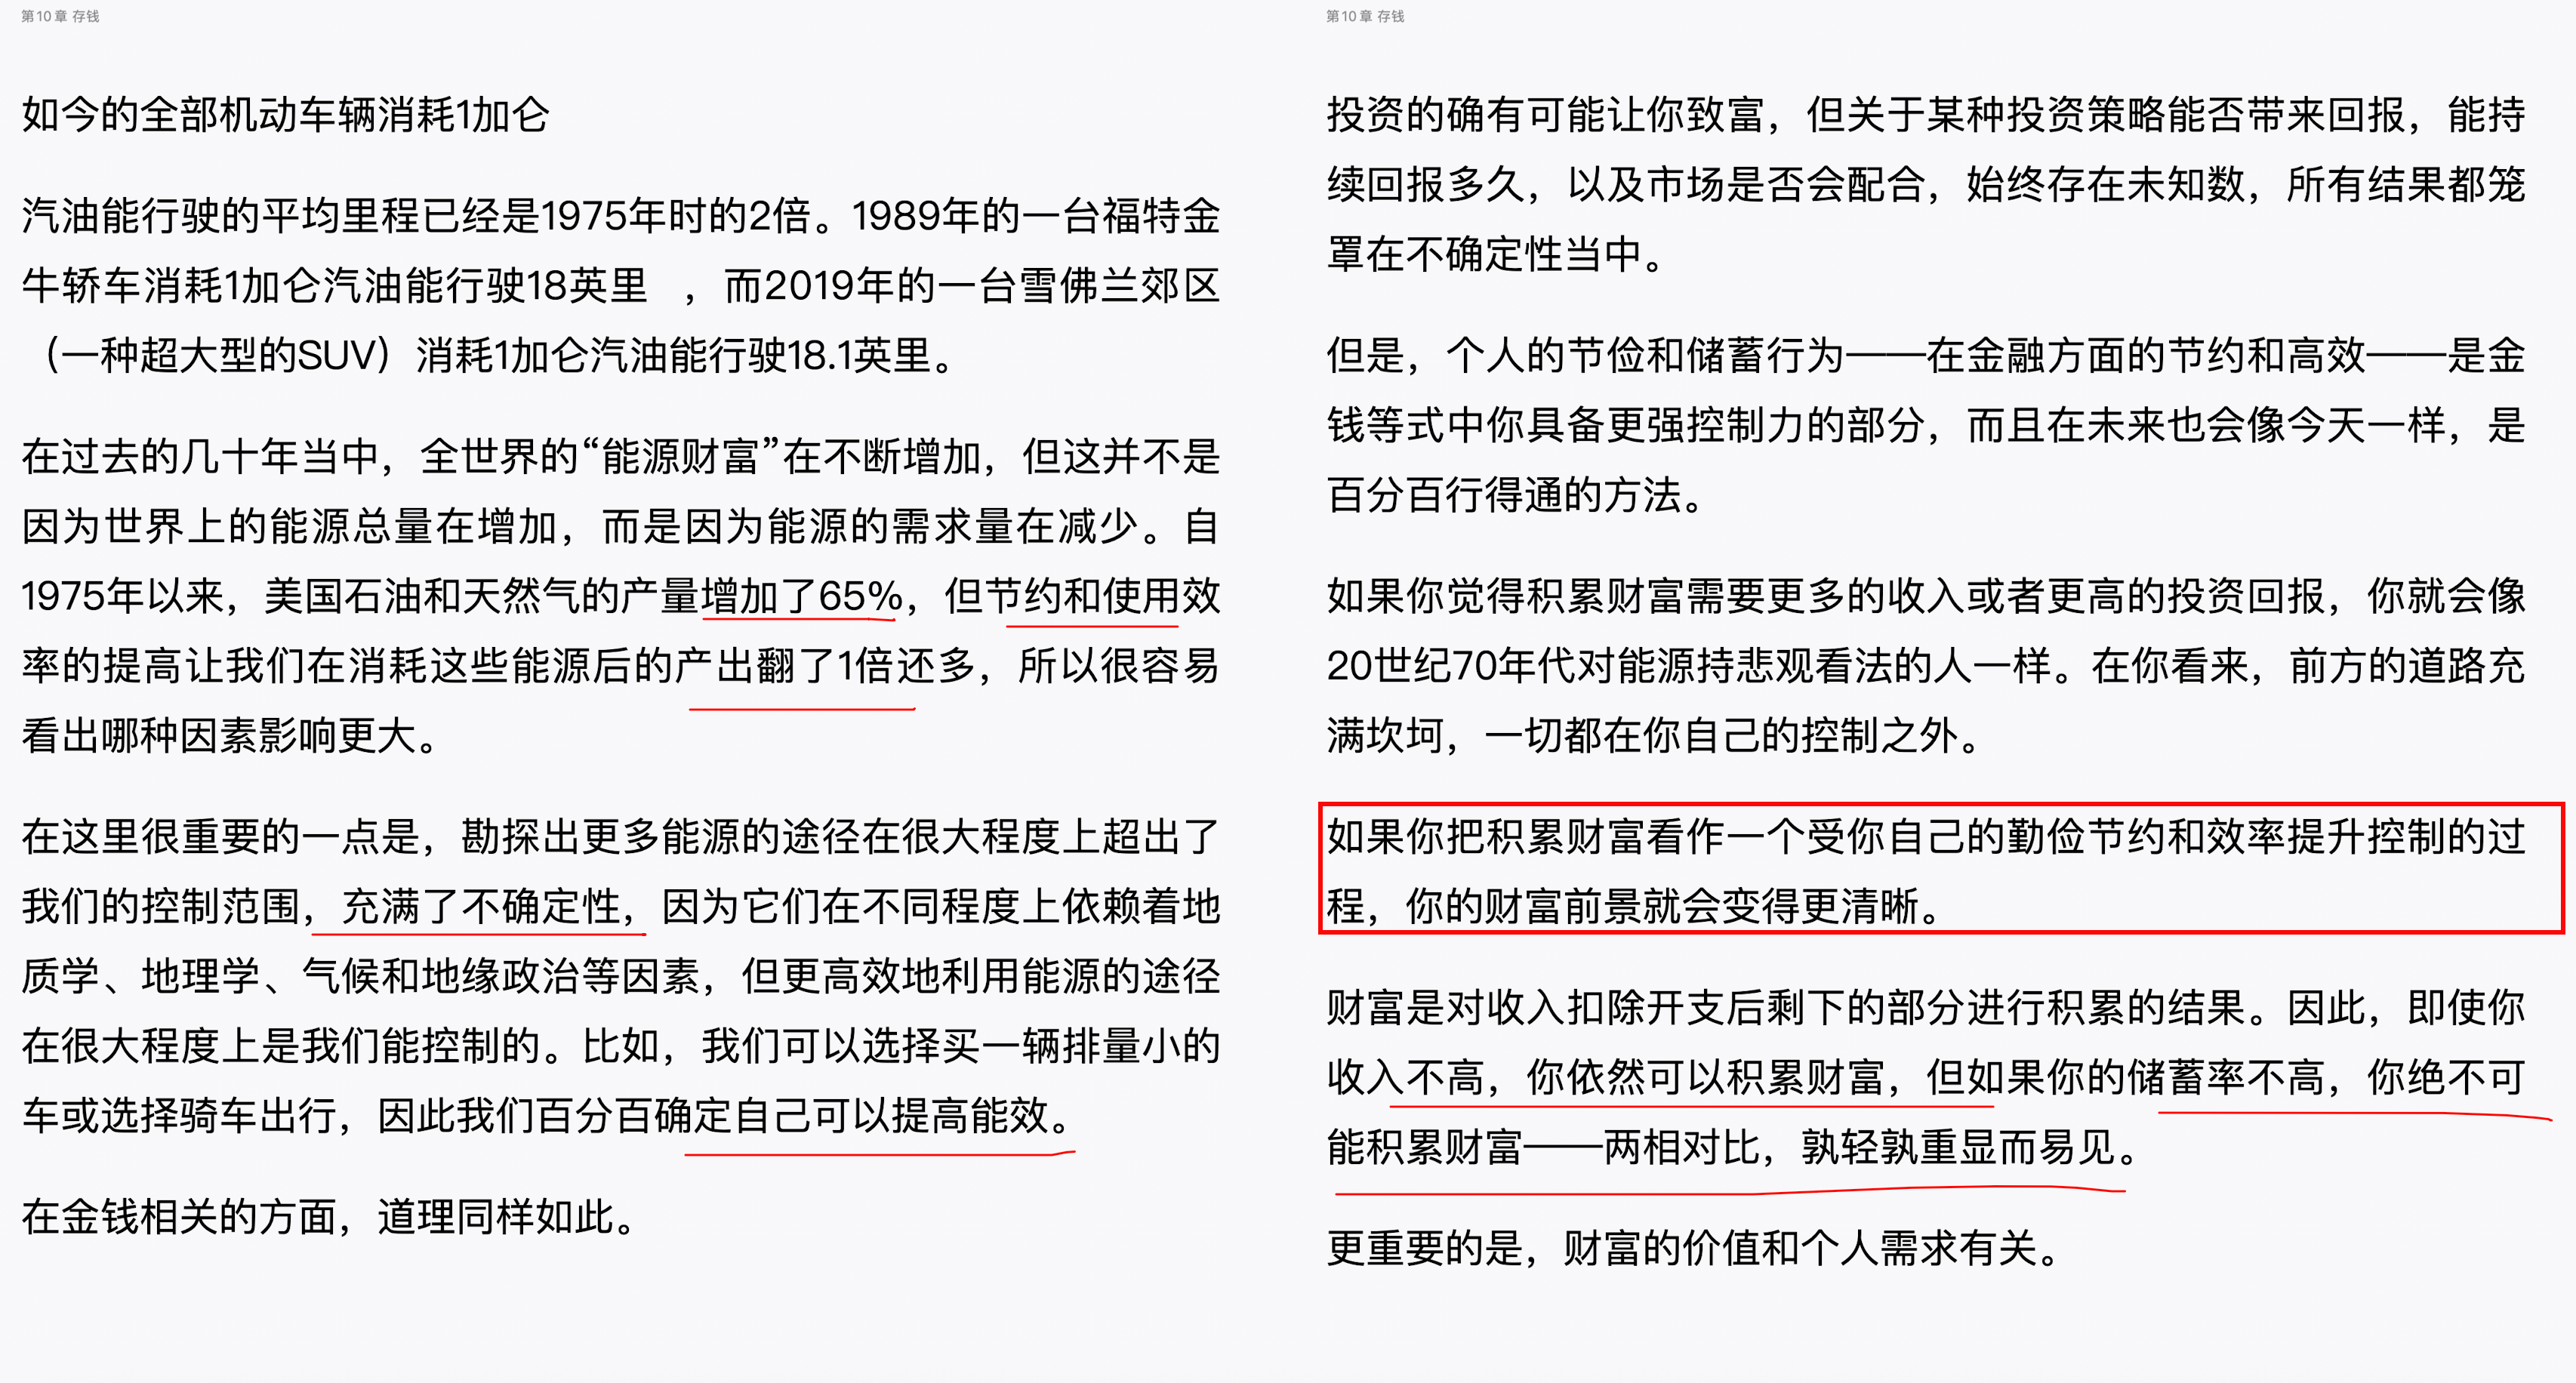 第10章 存钱
如今的全部机动车辆消耗1加仑
汽油能行驶的平均里程已经是1975年时的2倍。1989年的一台福特金
牛轿车消耗1加仑汽油能行驶18英里 ，而2019年的一台雪佛兰郊区
（一种超大型的SUV）消耗1加仑汽油能行驶18.1英里。
在过去的几十年当中，全世界的“能源财富”在不断增加，但这并不是
因为世界上的能源总量在增加，而是因为能源的需求量在减少。自
1975年以来，美国石油和天然气的产量增加了65%，但节约和使用效
率的提高让我们在消耗这些能源后的产出翻了1倍还多，所以很容易
看出哪种因素影响更大。
在这里很重要的一点是，勘探出更多能源的途径在很大程度上超出了
我们的控制范围，充满了不确定性，因为它们在不同程度上依赖着地
质学、地理学、气候和地缘政治等因素，但更高效地利用能源的途径
在很大程度上是我们能控制的。比如，我们可以选择买一辆排量小的
车或选择骑车出行，因此我们百分百确定自己可以提高能效。
在金钱相关的方面，道理同样如此。
第10章 存钱
投资的确有可能让你致富，但关于某种投资策略能否带来回报，能持
续回报多久，以及市场是否会配合，始终存在未知数，所有结果都笼
罩在不确定性当中。
但是，个人的节俭和储蓄行为——在金融方面的节约和高效——是金
钱等式中你具备更强控制力的部分，而且在未来也会像今天一样，是
百分百行得通的方法。
如果你觉得积累财富需要更多的收入或者更高的投资回报，你就会像
20世纪70年代对能源持悲观看法的人一样。在你看来，前方的道路充
满坎坷，一切都在你自己的控制之外。
如果你把积累财富看作一个受你自己的勤俭节约和效率提升控制的过
程，你的财富前景就会变得更清晰。
财富是对收入扣除开支后剩下的部分进行积累的结果。因此，即使你
收入不高，你依然可以积累财富，但如果你的储蓄率不高，你绝不可
能积累财富——两相对比，孰轻孰重显而易见。
更重要的是，财富的价值和个人需求有关。